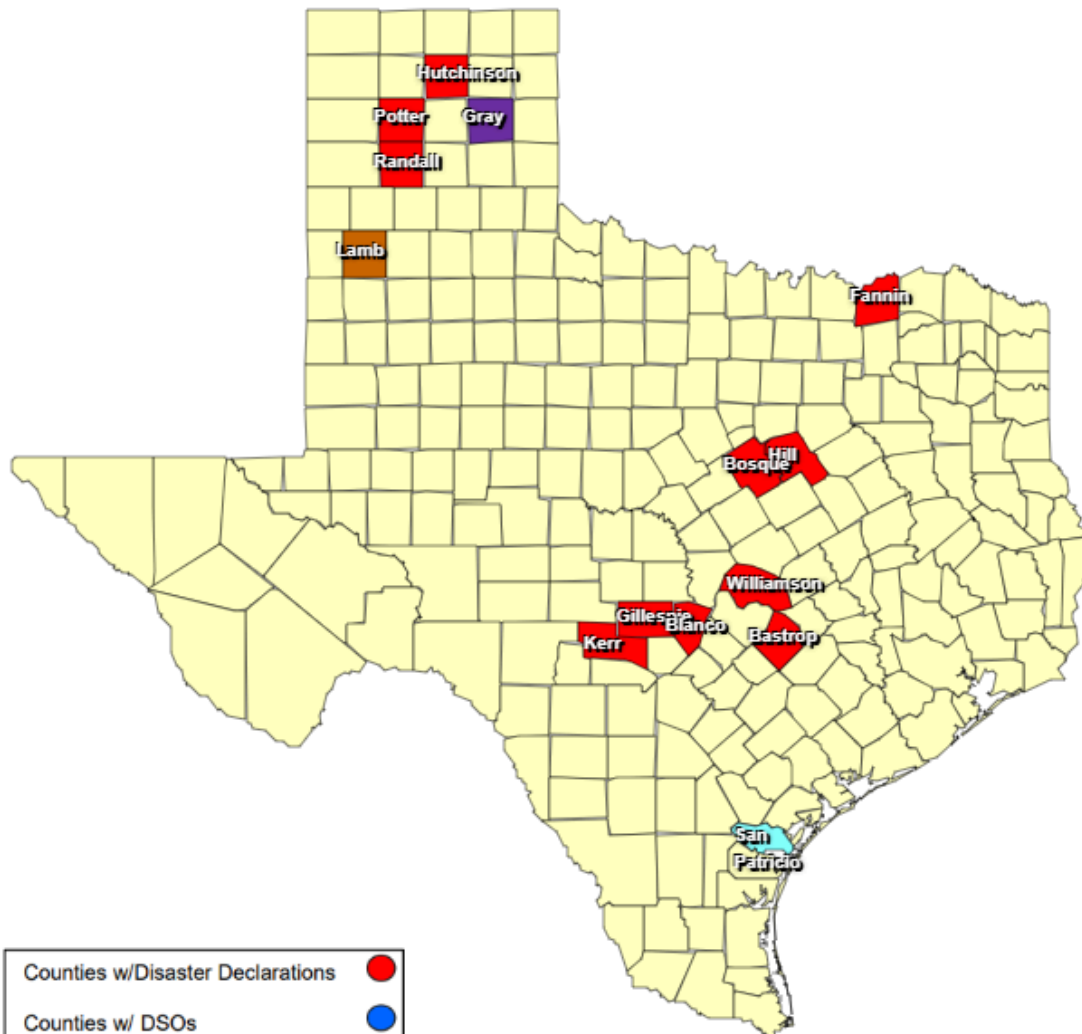 Hutchinson
Potter
Gray
Randall
Lamb
Fannin
Hill
Bosque
Williamson
Gillespie
Blanco
Bastrop
Kerr
San
Patricio
Counties w/Disaster Declarations
Counties w/ DSOs